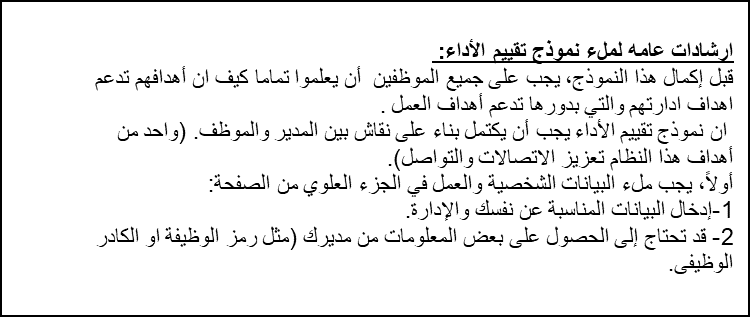 ارشادات عامه لملء نموذج تقييم الأداء:
قبل إكمال هذا النموذج، يجب على جميع الموظفين أن يعلموا تماما كيف ان أهدافهم تدعم
اهداف ادارتهم والتي بدورها تدعم أهداف العمل .
ان نموذج تقييم الأداء يجب أن يكتمل بناء على نقاش بين المدير والموظف. (واحد من
أهداف هذا النظام تعزيز الاتصالات والتواصل).
أولاً، يجب ملء البيانات الشخصية والعمل في الجزء العلوي من الصفحة:
1-إدخال البيانات المناسبة عن نفسك والإدارة.
2- قد تحتاج إلى الحصول على بعض المعلومات من مديرك (مثل رمز الوظيفة او الكادر
الوظيفى.